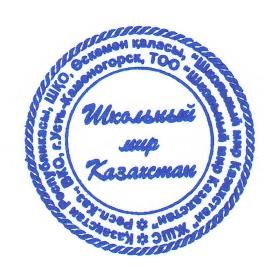 Қазақстан Республикасы, ШҚО, Өскемен қаласы, "Школьный мир Казахстан" ЖШС
Респ.Каз., ВКО, г.Усть-Каменогорск, ТОО "Школьный мир Казахстан"
Школьный
мир
Казахстан